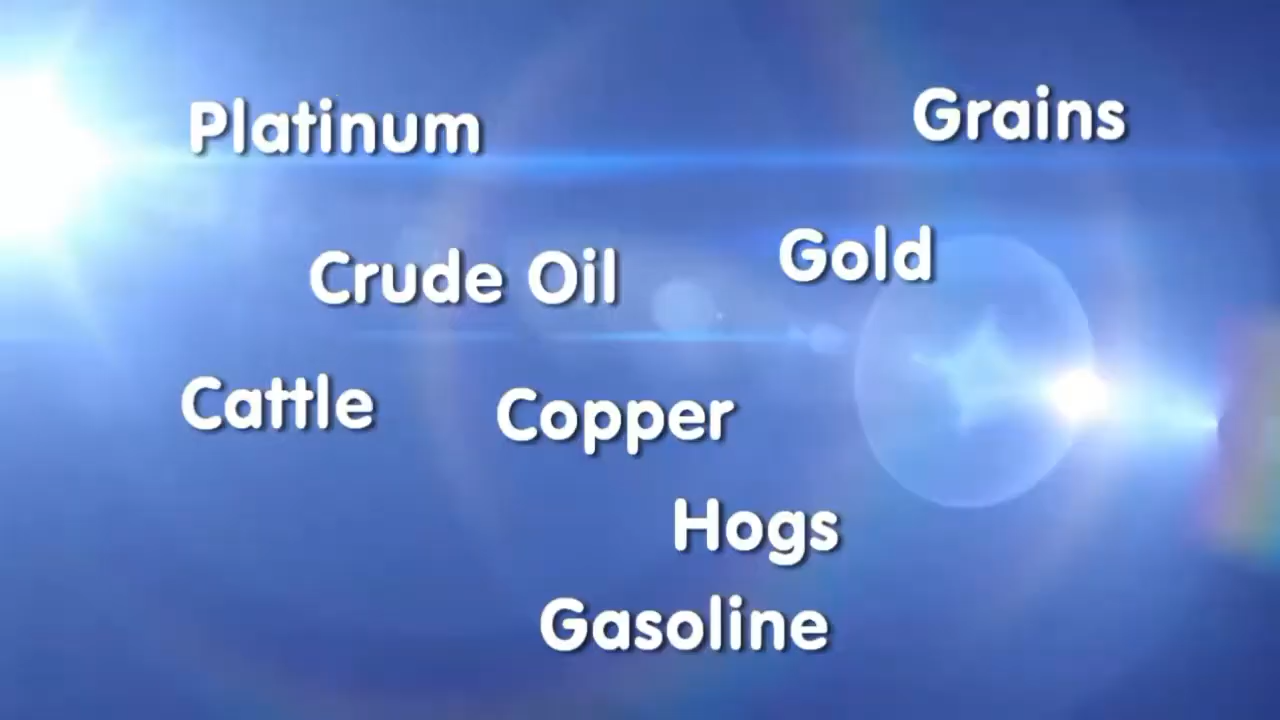 Platinum
Grains
Crude Oil
Gold
Cattle
Copper
Hogs
Gasoline